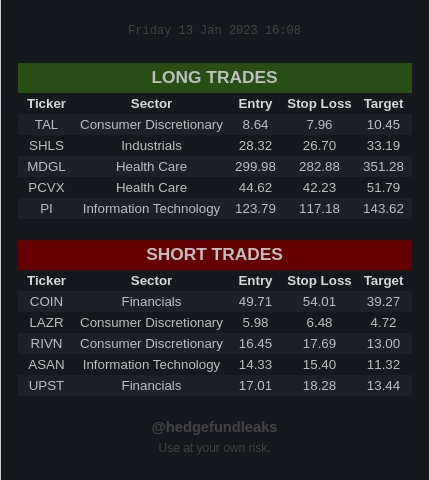 Friday 13 Jan 2023 16:08
LONG TRADES
Ticker Sector Entry Stop Loss Target
TAL Consumer Discretionary 8.64 7.96 10.45
SHLS Industrials 28.32 26.70 33.19
MDGL Health Care 299.98 282.88 351.28
PCVX Health Care 44.62 42.23 51.79
PI Information Technology 123.79 117.18 143.62
SHORT TRADES
Ticker Sector Entry Stop Loss Target
COIN Financials 49.71 54.01 39.27
LAZR Consumer Discretionary 5.98 6.48 4.72
RIVN Consumer Discretionary 16.45 17.69 13.00
ASAN Information Technology 14.33 15.40 11.32
UPST Financials 17.01 18.28 13.44
@hedgefundleaks
Use at your own risk.